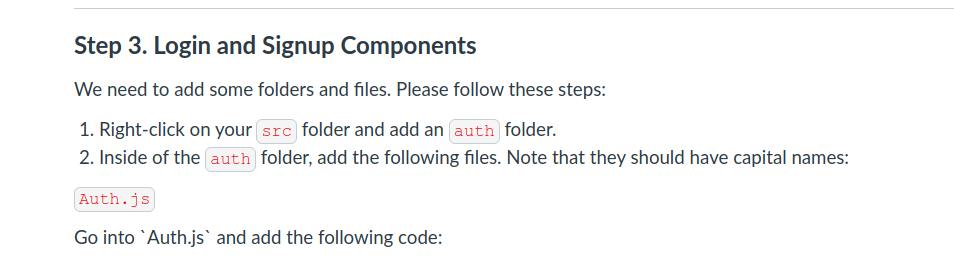 Step 3. Login and Signup Components
We need to add some folders and files. Please follow these steps:
1. Right-click on your src folder and add an auth folder.
2. Inside of the auth folder, add the following files. Note that they should have capital names:
Auth.js
Go into `Auth.js` and add the following code: